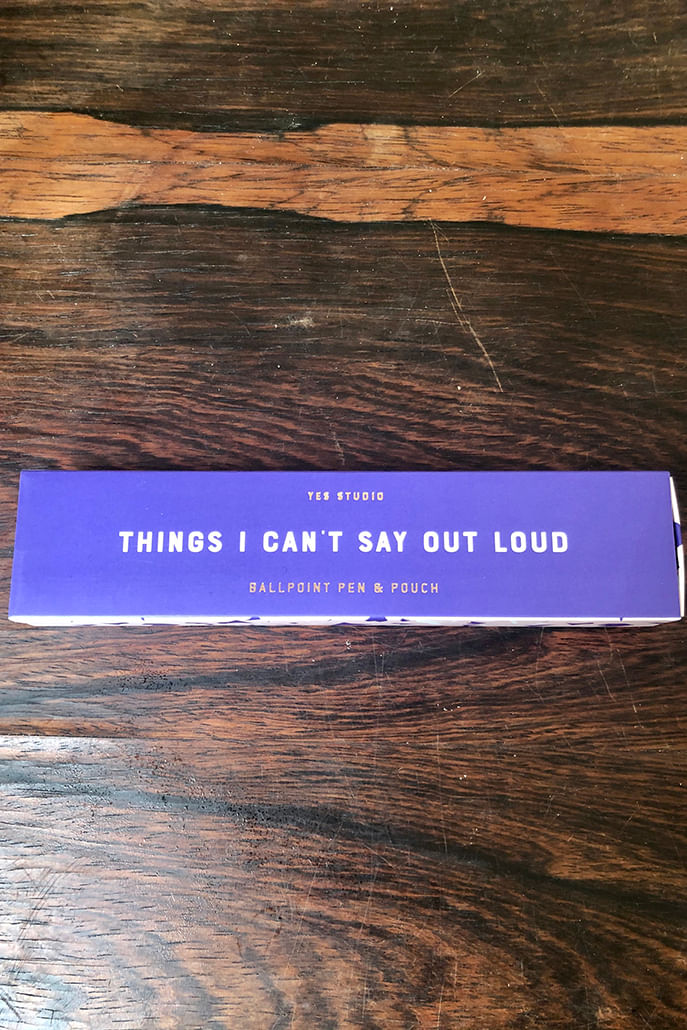 YES STUDIO
THINGS I CAN'T SAY OUT LOUD
BALLPOINT PEN & POUCH